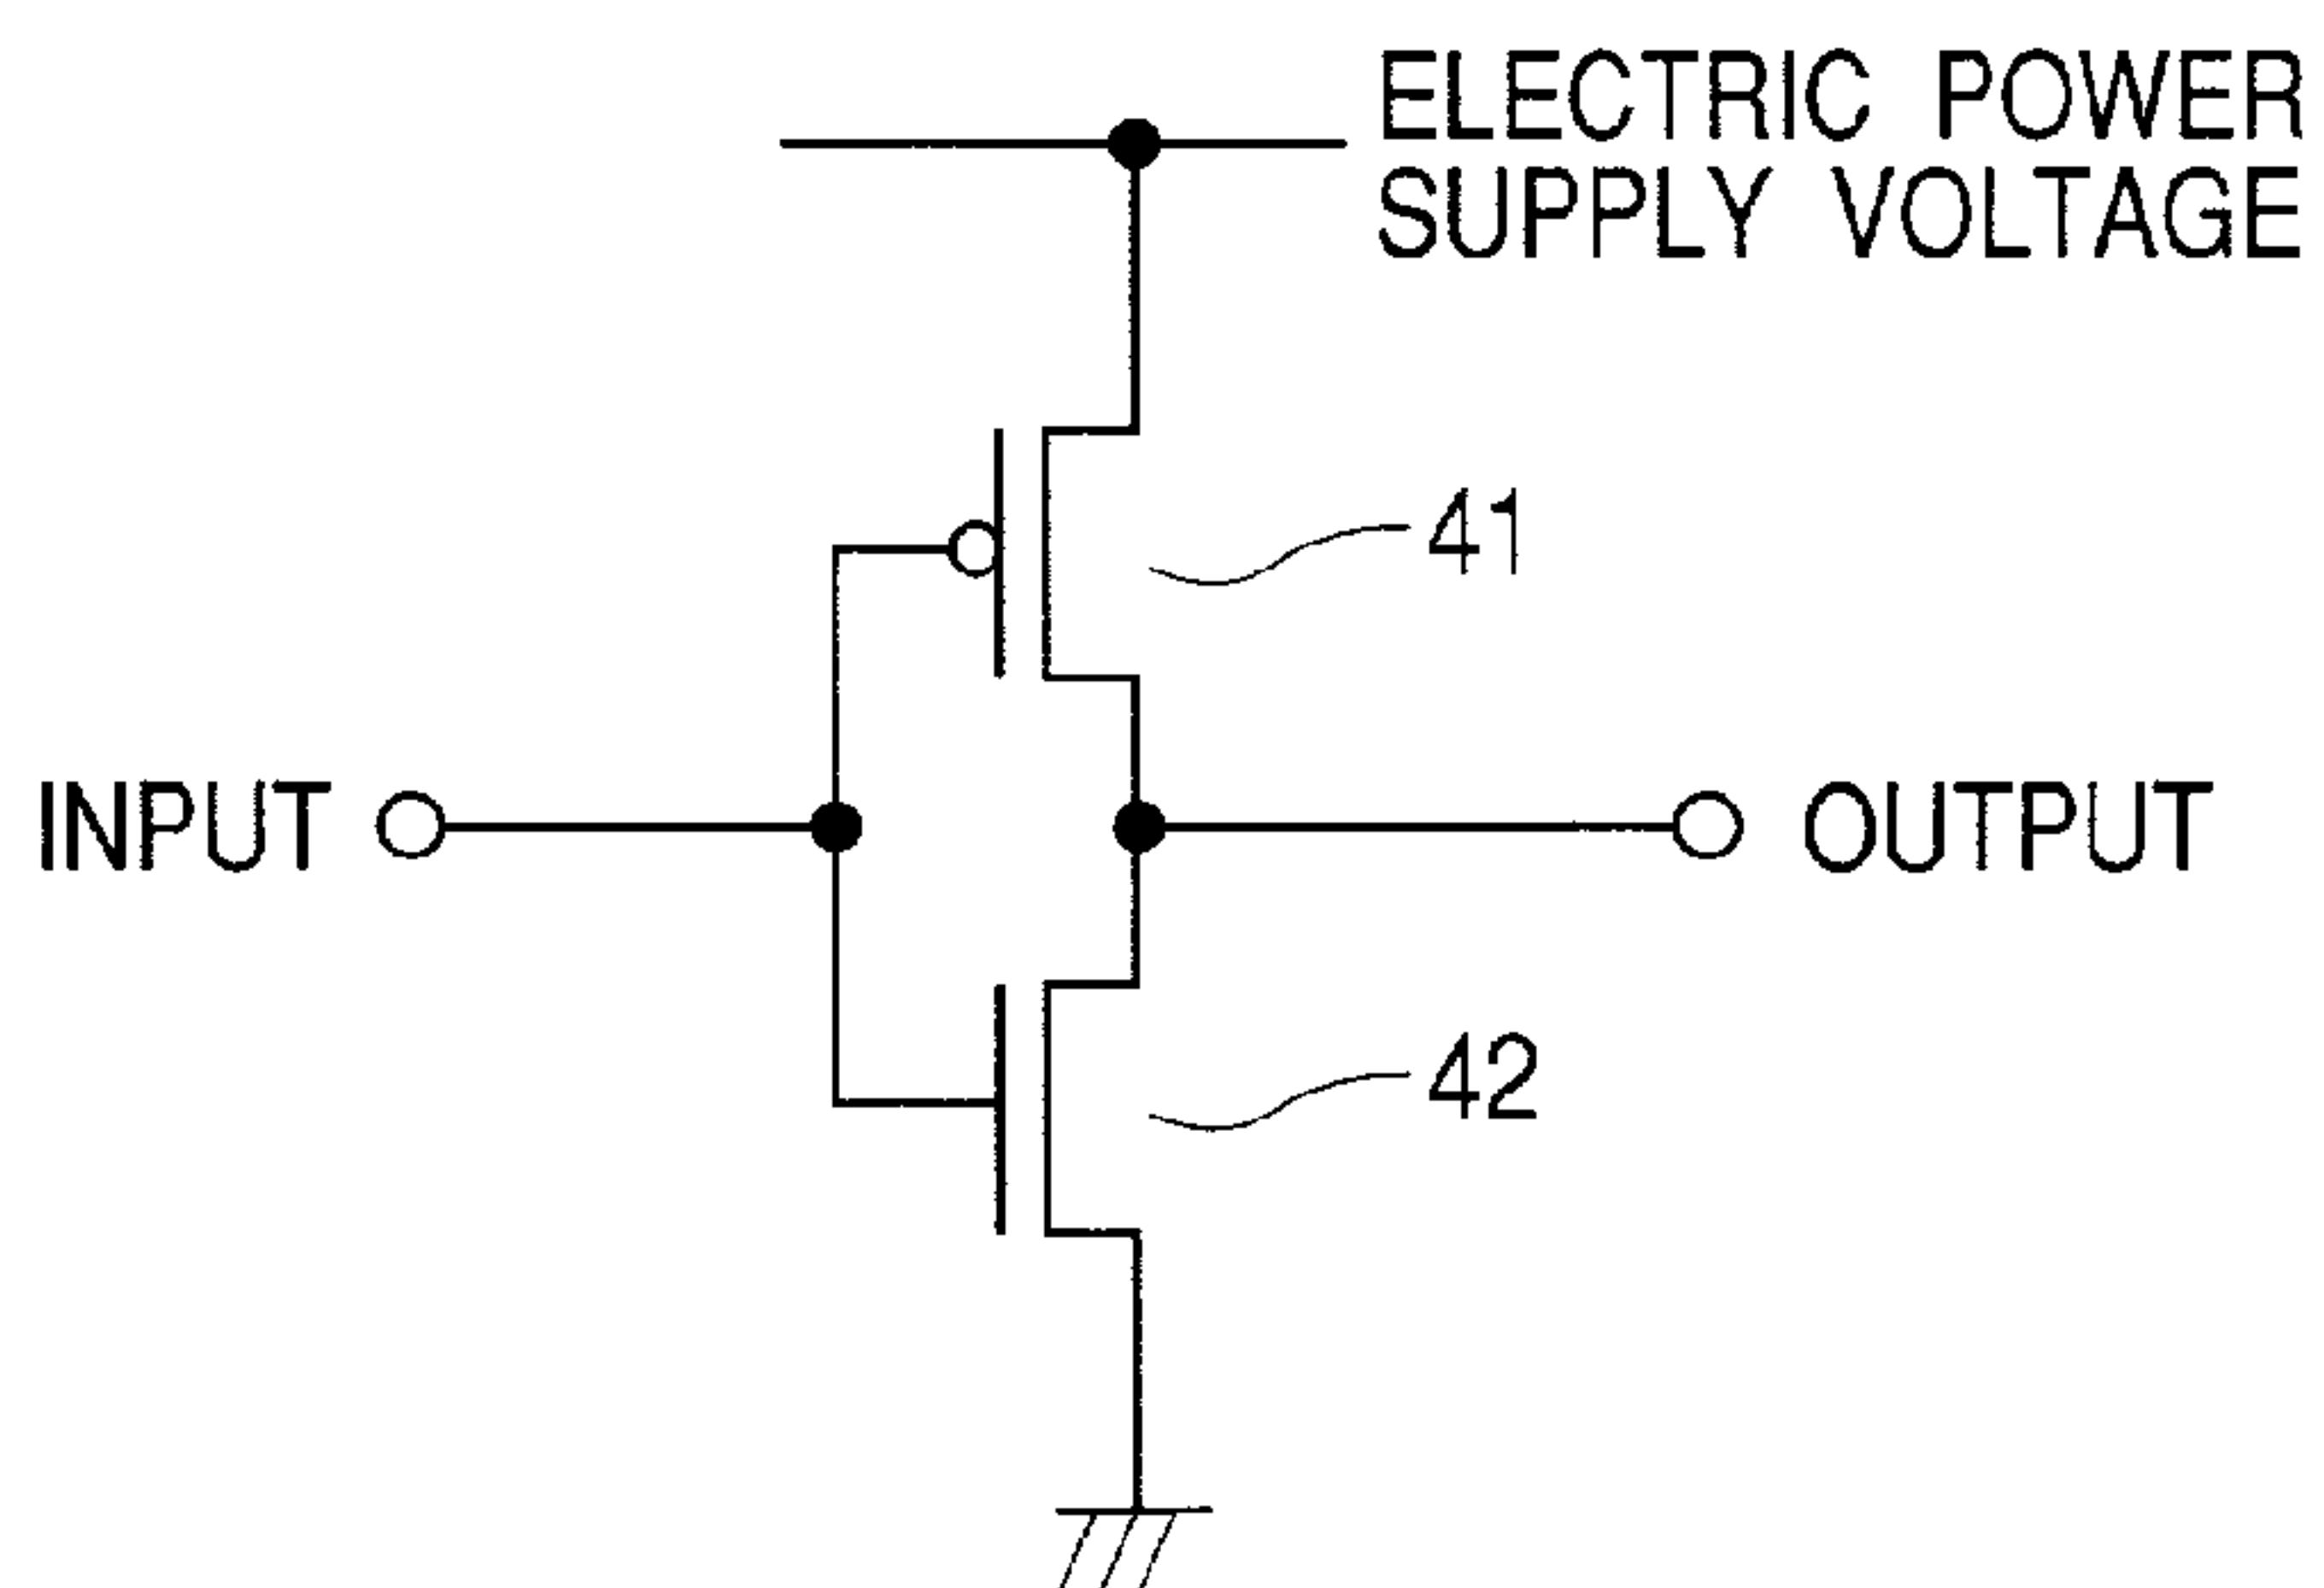 ELECTRIC POWER
SUPPLY VOLTAGE
41
INPUT
OUTPUT
42